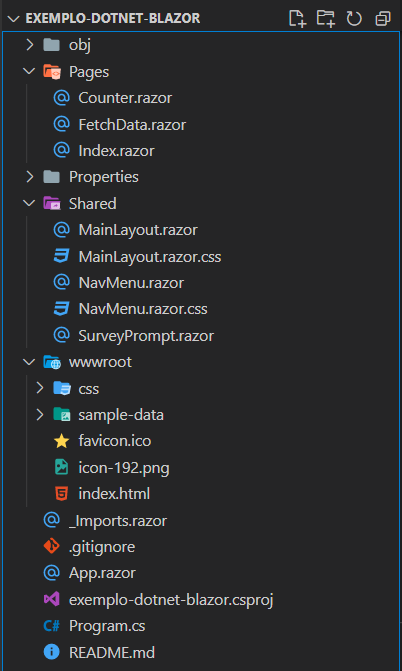 EXEMPLO-DOTNET-BLAZOR
obj
Pages
Counter.razor
FetchData.razor
Index.razor
Properties
Shared
MainLayout.razor
MainLayout.razor.css
NavMenu.razor
NavMenu.razor.css
SurveyPrompt.razor
wwwroot
css
sample-data
favicon.ico
icon-192.png
index.html
_Imports.razor
.gitignore
App.razor
exemplo-dotnet-blazor.csproj
C# Program.cs
README.md